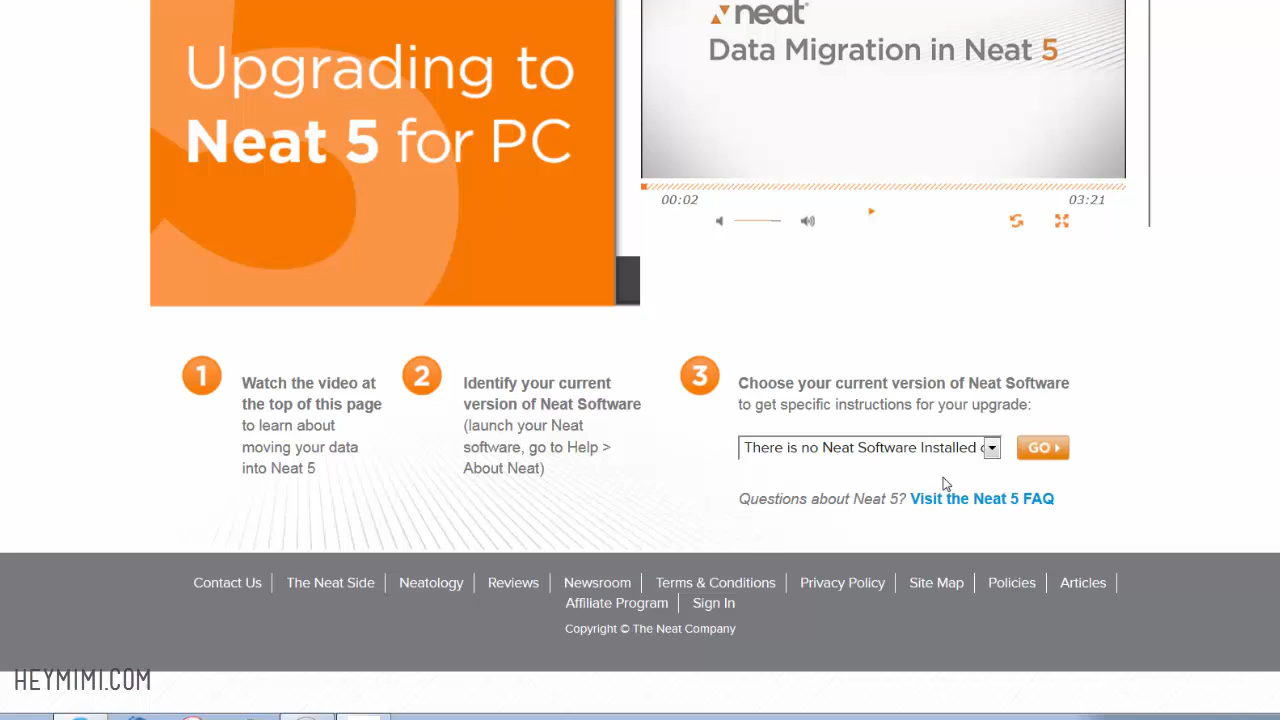 Upgrading to
Neat 5 for PC
neat
Data Migration in Neat 5
00:02
03:21
1
Watch the video at
the top of this page
to learn about
moving your data
into Neat 5
2
Identify your current
version of Neat Software
(launch your Neat
software, go to Help >
About Neat)
3
Choose your current version of Neat Software
to get specific instructions for your upgrade:
There is no Neat Software Installed
GO
Questions about Neat 5? Visit the Neat 5 FAQ
Contact Us The Neat Side Neatology Reviews Newsroom Terms & Conditions Privacy Policy Site Map Policies Articles
Affiliate Program Sign In
Copyright © The Neat Company
HEYMIMI.COM